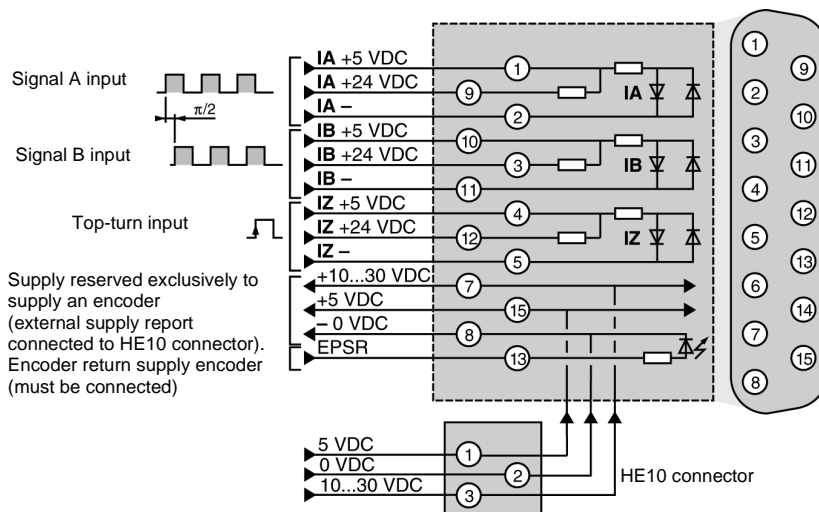 Signal A input
π/2
Signal B input
Top-turn input
Supply reserved exclusively to
supply an encoder
(external supply report
connected to HE10 connector).
Encoder return supply encoder
(must be connected)
IA +5 VDC
1
IA +24 VDC
9
IA –
2
IA
IB +5 VDC
10
IB +24 VDC
3
IB –
11
IB
IZ +5 VDC
4
IZ +24 VDC
12
IZ –
5
IZ
+10...30 VDC
7
+5 VDC
15
– 0 VDC
8
EPSR
13
5 VDC
1
0 VDC
2
10...30 VDC
3
HE10 connector
1
9
2
10
3
11
4
12
5
13
6
14
7
15
8